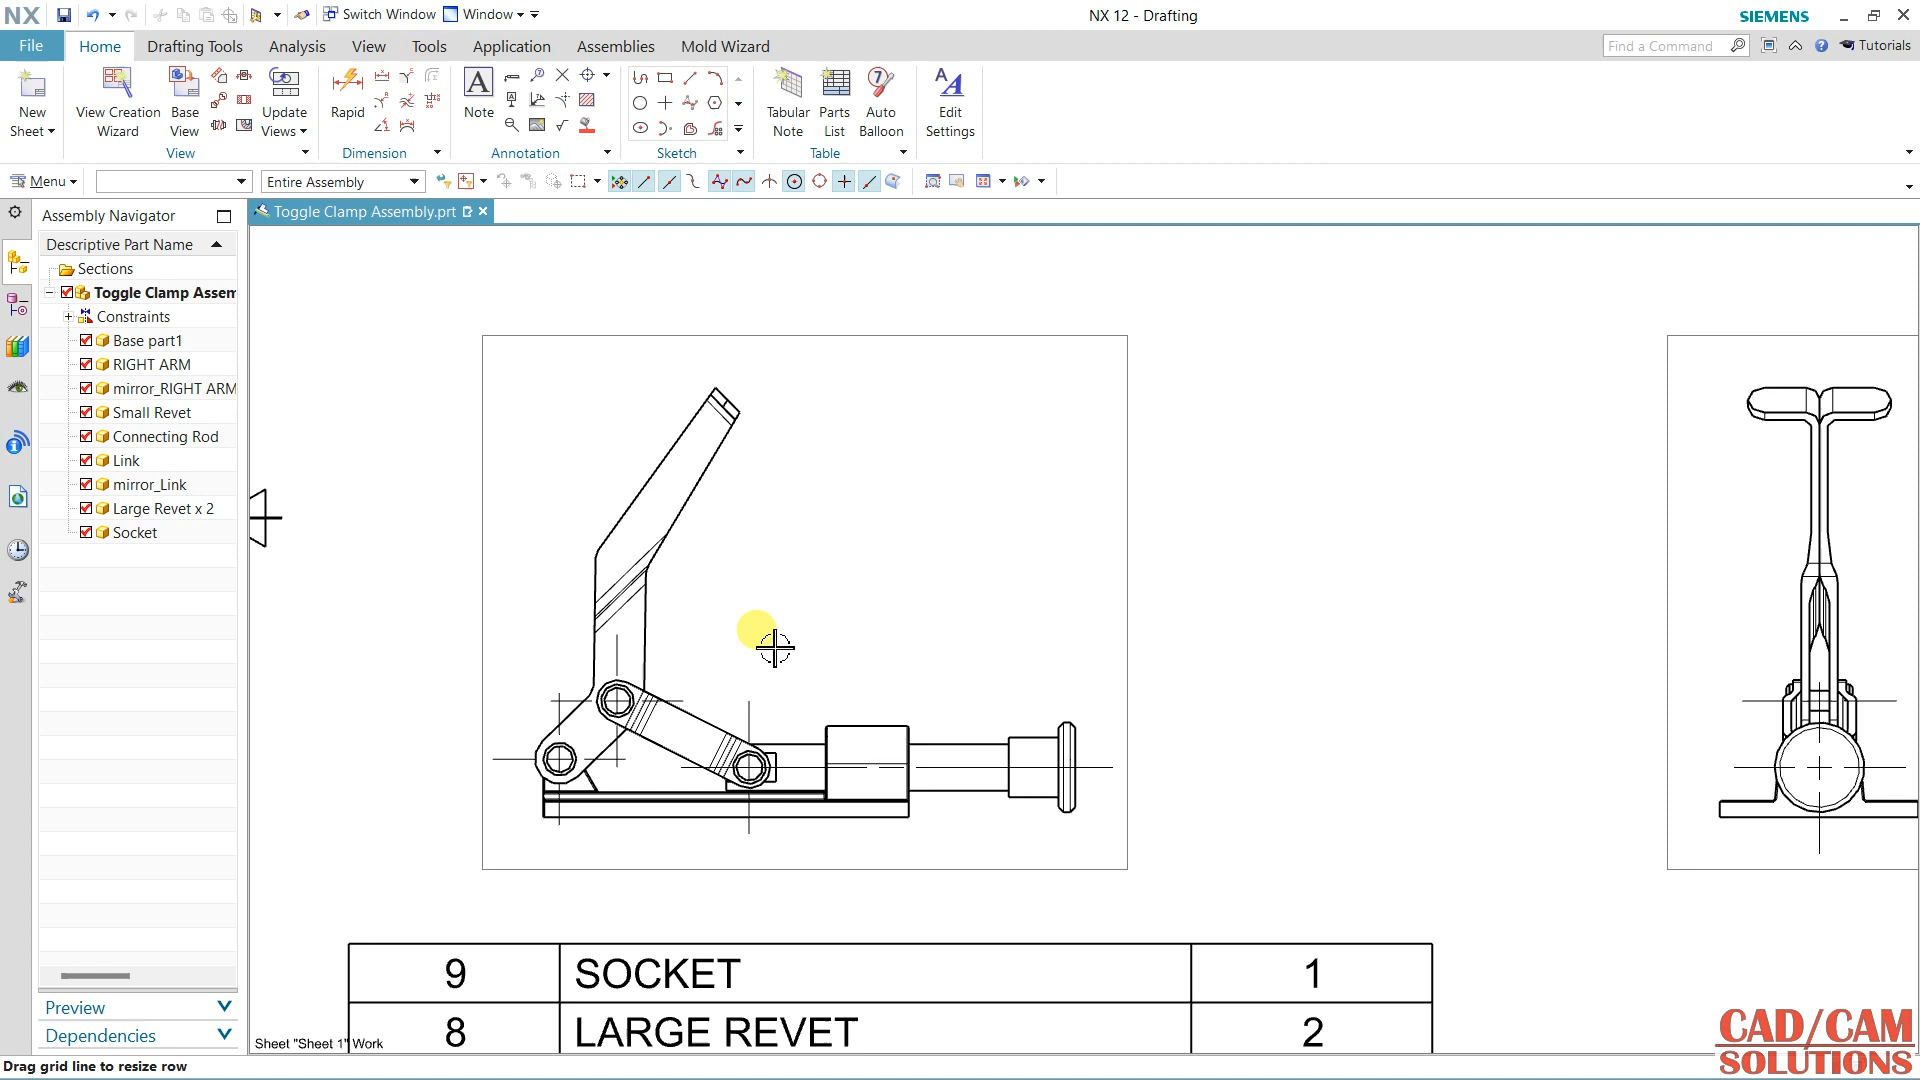 NX
Switch Window
Window
NX 12 - Drafting
SIEMENS
File
Home
Drafting Tools
Analysis
View
Tools
Application
Assemblies
Mold Wizard
Find a Command
Tutorials
New Sheet
View Creation Wizard
Base View
Update Views
Rapid
Note
Tabular Note
Parts List
Auto Balloon
Edit Settings
View
Dimension
Annotation
Sketch
Table
Menu
Entire Assembly
Assembly Navigator
Toggle Clamp Assembly.prt
Descriptive Part Name
Sections
Toggle Clamp Assem
Constraints
Base part1
RIGHT ARM
mirror_RIGHT ARM
Small Revet
Connecting Rod
Link
mirror_Link
Large Revet x 2
Socket
Preview
Dependencies
9 SOCKET 1
8 LARGE REVET 2
Sheet "Sheet 1" Work
Drag grid line to resize row
CAD/CAM
SOLUTIONS